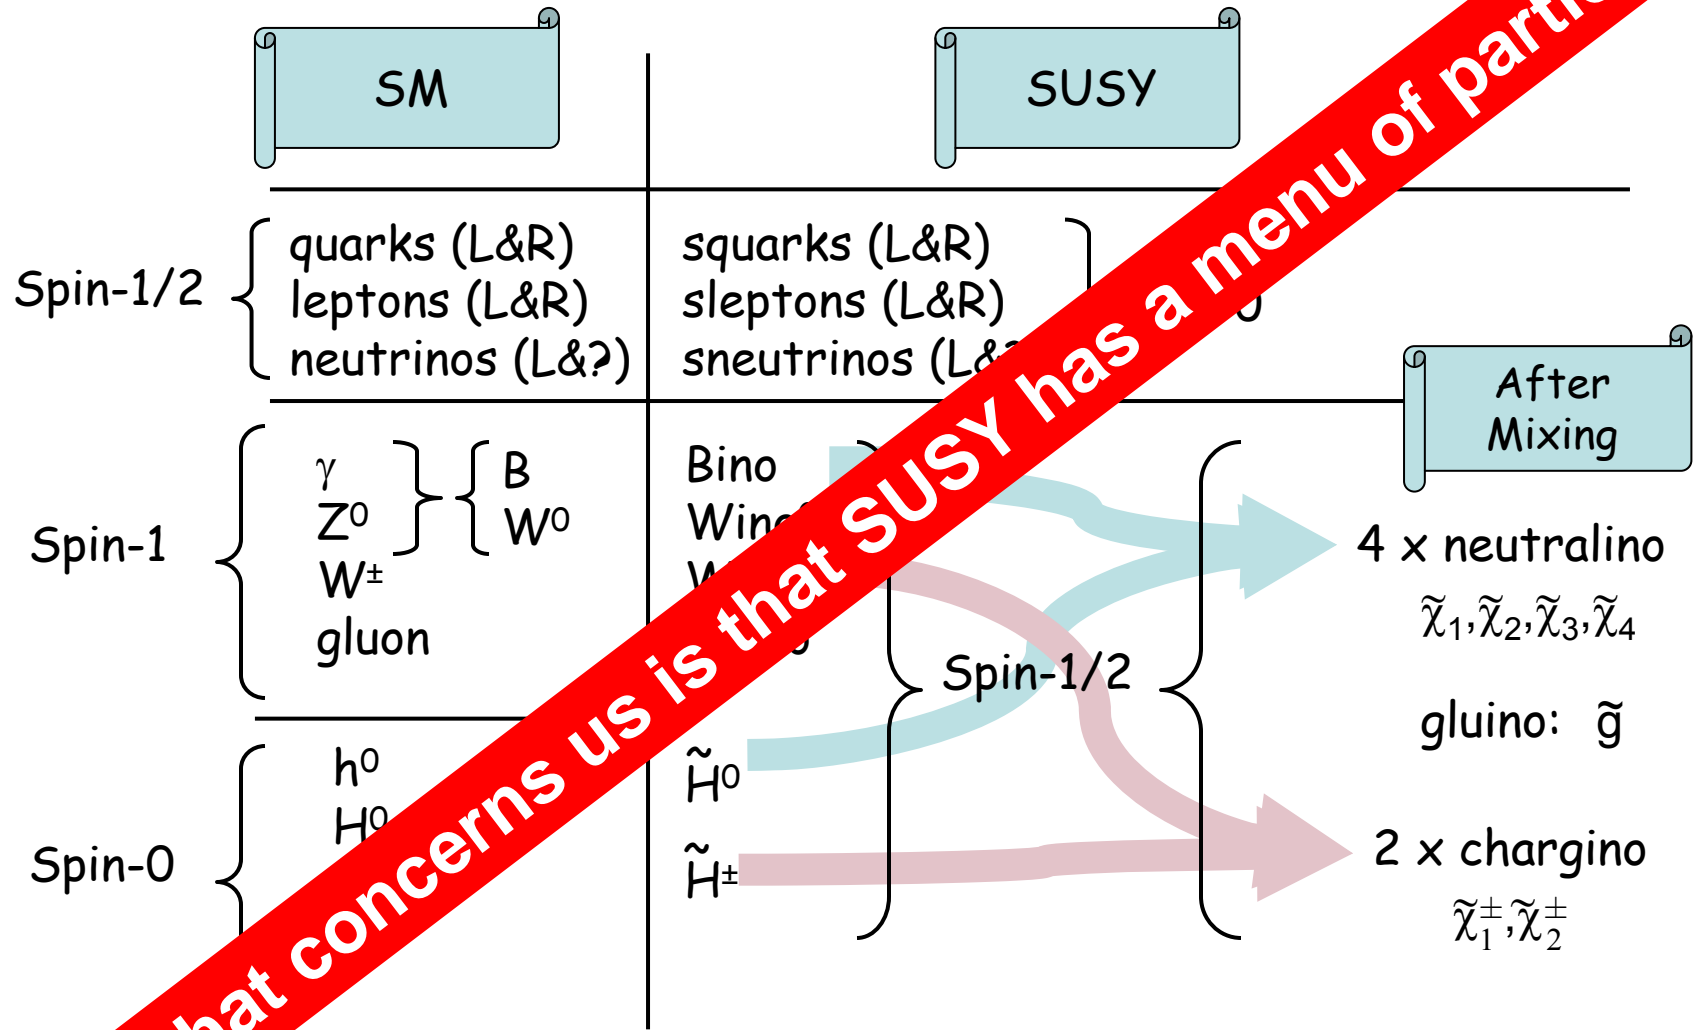 SM
SUSY
Spin-1/2
quarks (L&R)
leptons (L&R)
neutrinos (L&?)
squarks (L&R)
sleptons (L&R)
sneutrinos (L&
After
Mixing
Spin-1
γ
Z⁰
W±
gluon
B
W⁰
Bino
Spin-1/2
4 x neutralino
χ̃₁,χ̃₂,χ̃₃,χ̃₄
gluino: g̃
Spin-0
h⁰
H⁰
H̃⁰
H̃±
2 x chargino
χ̃₁±,χ̃₂±
concerns us is that SUSY has a menu of